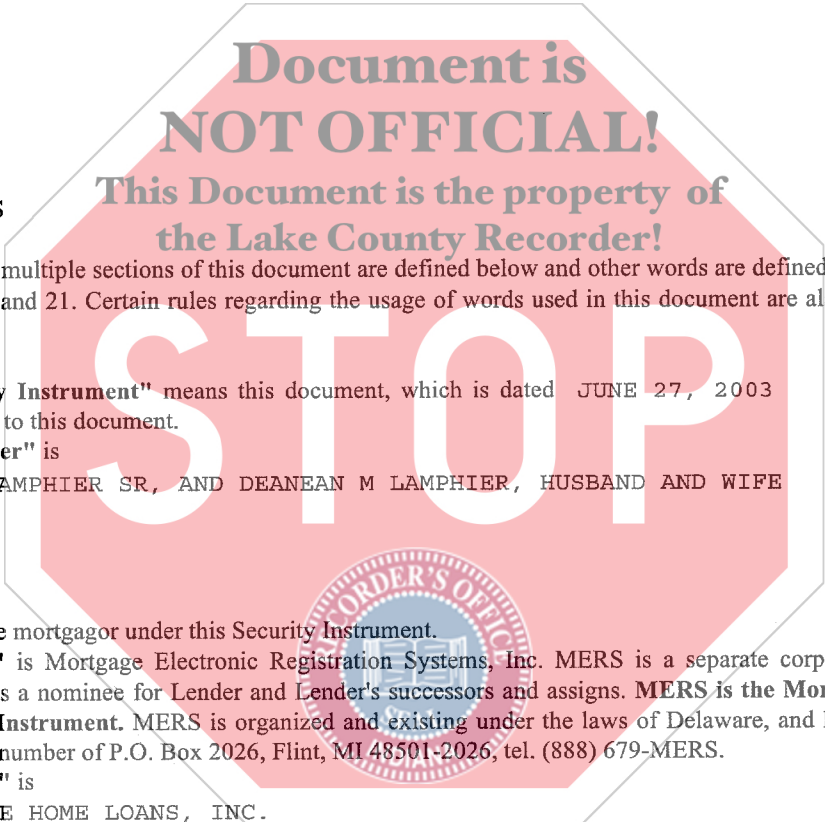 Document is
NOT OFFICIAL!
This Document is the property of
the Lake County Recorder!
S
multiple sections of this document are defined below and other words are defined
and 21. Certain rules regarding the usage of words used in this document are al
STOP
y Instrument" means this document, which is dated JUNE 27, 2003
to this document.
er" is
AMPHIER SR, AND DEANEAN M LAMPHIER, HUSBAND AND WIFE
RECORDER'S OFFICE
e mortgagor under this Security Instrument.
" is Mortgage Electronic Registration Systems, Inc. MERS is a separate corp
s a nominee for Lender and Lender's successors and assigns. MERS is the Mor
Instrument. MERS is organized and existing under the laws of Delaware, and
number of P.O. Box 2026, Flint, MI 48501-2026, tel. (888) 679-MERS.
SEAL
" is
E HOME LOANS, INC.